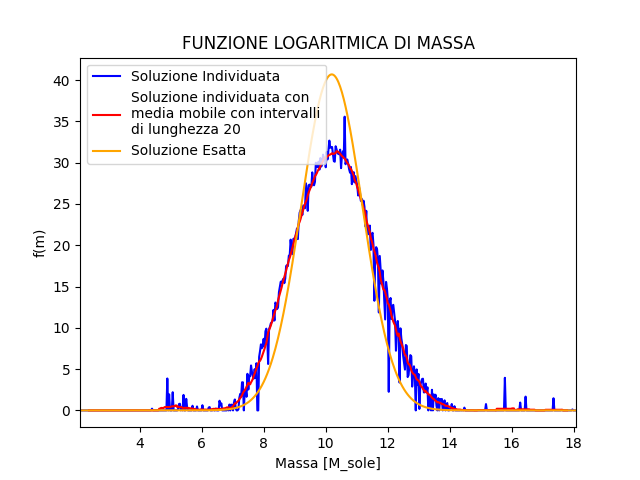 FUNZIONE LOGARITMICA DI MASSA
Soluzione Individuata
Soluzione individuata con
media mobile con intervalli
di lunghezza 20
Soluzione Esatta
f(m)
40
35
30
25
20
15
10
5
0
4 6 8 10 12 14 16 18
Massa [M_sole]